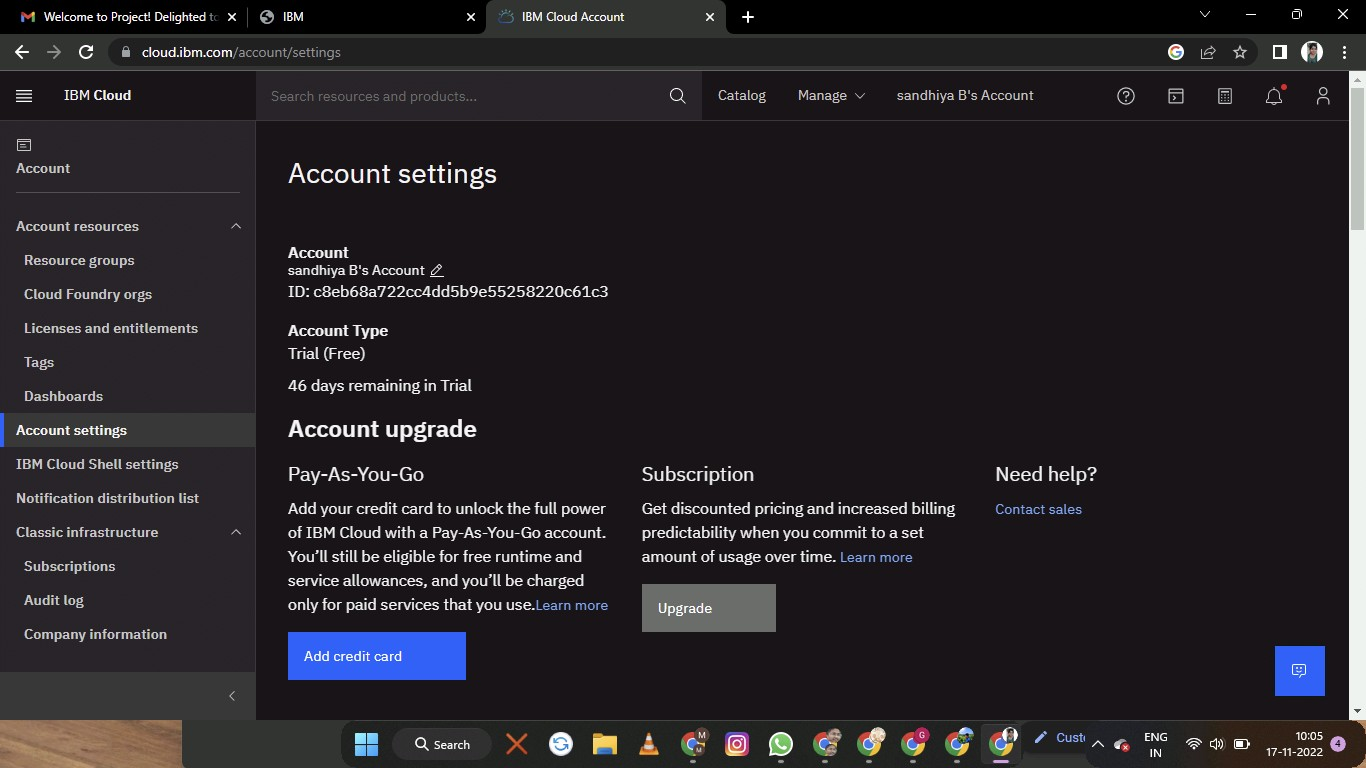 Welcome to Project! Delighted to
IBM
IBM Cloud Account
cloud.ibm.com/account/settings
IBM Cloud
Search resources and products...
Catalog
Manage
sandhiya B's Account
Account
Account resources
Resource groups
Cloud Foundry orgs
Licenses and entitlements
Tags
Dashboards
Account settings
IBM Cloud Shell settings
Notification distribution list
Classic infrastructure
Subscriptions
Audit log
Company information
Account settings
Account
sandhiya B's Account
ID: c8eb68a722cc4dd5b9e55258220c61c3
Account Type
Trial (Free)
46 days remaining in Trial
Account upgrade
Pay-As-You-Go
Add your credit card to unlock the full power
of IBM Cloud with a Pay-As-You-Go account.
You'll still be eligible for free runtime and
service allowances, and you'll be charged
only for paid services that you use.Learn more
Add credit card
Subscription
Get discounted pricing and increased billing
predictability when you commit to a set
amount of usage over time. Learn more
Upgrade
Need help?
Contact sales
Search
M
M
G
Custo
ENG
IN
10:05
17-11-2022
4